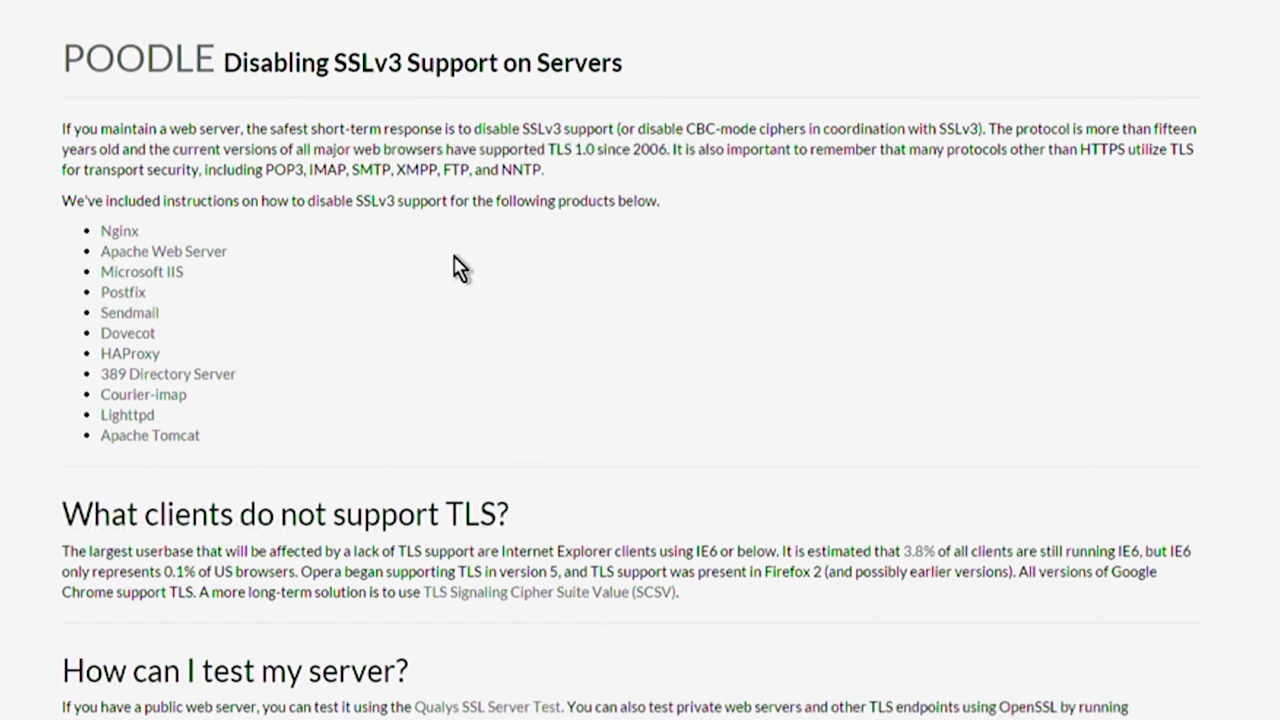 POODLE Disabling SSLv3 Support on Servers
If you maintain a web server, the safest short-term response is to disable SSLv3 support (or disable CBC-mode ciphers in coordination with SSLv3). The protocol is more than fifteen
years old and the current versions of all major web browsers have supported TLS 1.0 since 2006. It is also important to remember that many protocols other than HTTPS utilize TLS
for transport security, including POP3, IMAP, SMTP, XMPP, FTP, and NNTP.
We've included instructions on how to disable SSLv3 support for the following products below.
• Nginx
• Apache Web Server
• Microsoft IIS
• Postfix
• Sendmail
• Dovecot
• HAProxy
• 389 Directory Server
• Courier-imap
• Lighttpd
• Apache Tomcat
What clients do not support TLS?
The largest userbase that will be affected by a lack of TLS support are Internet Explorer clients using IE6 or below. It is estimated that 3.8% of all clients are still running IE6, but IE6
only represents 0.1% of US browsers. Opera began supporting TLS in version 5, and TLS support was present in Firefox 2 (and possibly earlier versions). All versions of Google
Chrome support TLS. A more long-term solution is to use TLS Signaling Cipher Suite Value (SCSV).
How can I test my server?
If you have a public web server, you can test it using the Qualys SSL Server Test. You can also test private web servers and other TLS endpoints using OpenSSL by running